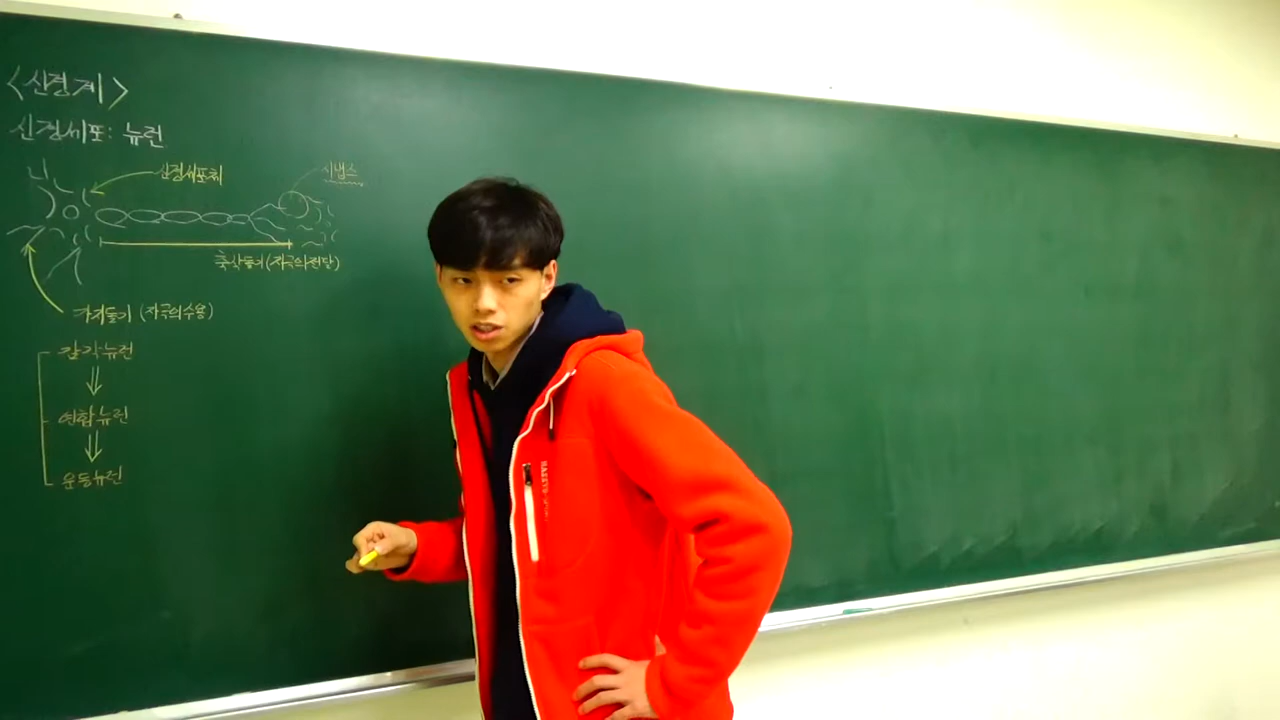 <신경계>
신경세포: 뉴런
신경세포체
시냅스
축삭돌기(자극의 전달)
가지돌기 (자극의 수용)
감각뉴런
연합뉴런
운동뉴런